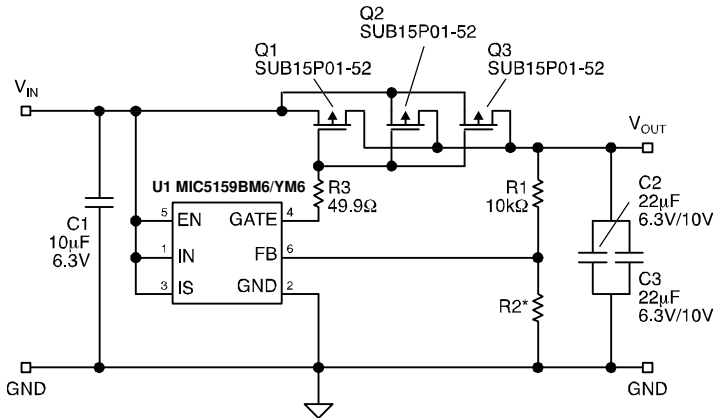 Q1
SUB15P01-52
Q2
SUB15P01-52
Q3
SUB15P01-52
VIN
VOUT
U1 MIC5159BM6/YM6
R3
49.9Ω
R1
10kΩ
C2
22µF
6.3V/10V
C1
10µF
6.3V
5 EN GATE 4
1 IN FB 6
3 IS GND 2
R2*
C3
22µF
6.3V/10V
GND
GND